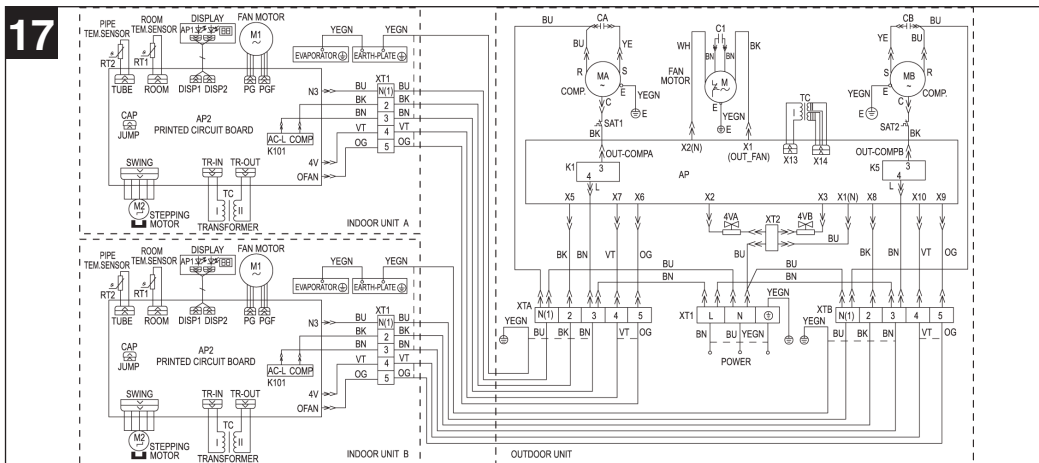 17
PIPE
TEM.SENSOR
ROOM
TEM.SENSOR
DISPLAY
AP1
FAN MOTOR
M1
~
RT2
RT1
TUBE
ROOM
DISP1 DISP2
PG PGF
YEGN
YEGN
EVAPORATOR
EARTH-PLATE
CAP
JUMP
AP2
PRINTED CIRCUIT BOARD
AC-L COMP
K101
N3
4V
OFAN
BU
BK
BN
VT
OG
XT1
N(1)
2
3
4
5
BU
BK
BN
VT
OG
SWING
TR-IN
TR-OUT
M2
~
STEPPING
MOTOR
TC
I
II
TRANSFORMER
INDOOR UNIT A
PIPE
TEM.SENSOR
ROOM
TEM.SENSOR
DISPLAY
AP1
FAN MOTOR
M1
~
RT2
RT1
TUBE
ROOM
DISP1 DISP2
PG PGF
YEGN
YEGN
EVAPORATOR
EARTH-PLATE
CAP
JUMP
AP2
PRINTED CIRCUIT BOARD
AC-L COMP
K101
N3
4V
OFAN
BU
BK
BN
VT
OG
XT1
N(1)
2
3
4
5
BU
BK
BN
VT
OG
SWING
TR-IN
TR-OUT
M2
~
STEPPING
MOTOR
TC
I
II
TRANSFORMER
INDOOR UNIT B
BU
CA
BU
YE
R
S
MA
~
COMP.
E
YEGN
E
C
SAT1
BK
WH
C1
BK
BN
BN
FAN
MOTOR
M
~
E
YEGN
E
TC
I
X13
X14
CB
BU
YE
BU
S
R
MB
~
COMP.
E
YEGN
E
C
SAT2
BK
OUT-COMPA
X2(N)
X1
(OUT_FAN)
OUT-COMPB
K1
3
4
L
AP
K5
3
4
L
X5
X7
X6
X2
X3
X1(N)
X8
X10
X9
4VA
XT2
4VB
BU
BU
BK
BN
VT
OG
BU
BN
BU
BN
BK
BN
VT
OG
XTA
N(1)
2
3
4
5
XT1
L
N
YEGN
XTB
N(1)
2
3
4
5
YEGN
BU
BK
BN
VT
OG
BN
BU
YEGN
POWER
YEGN
BU
BK
BN
VT
OG
OUTDOOR UNIT